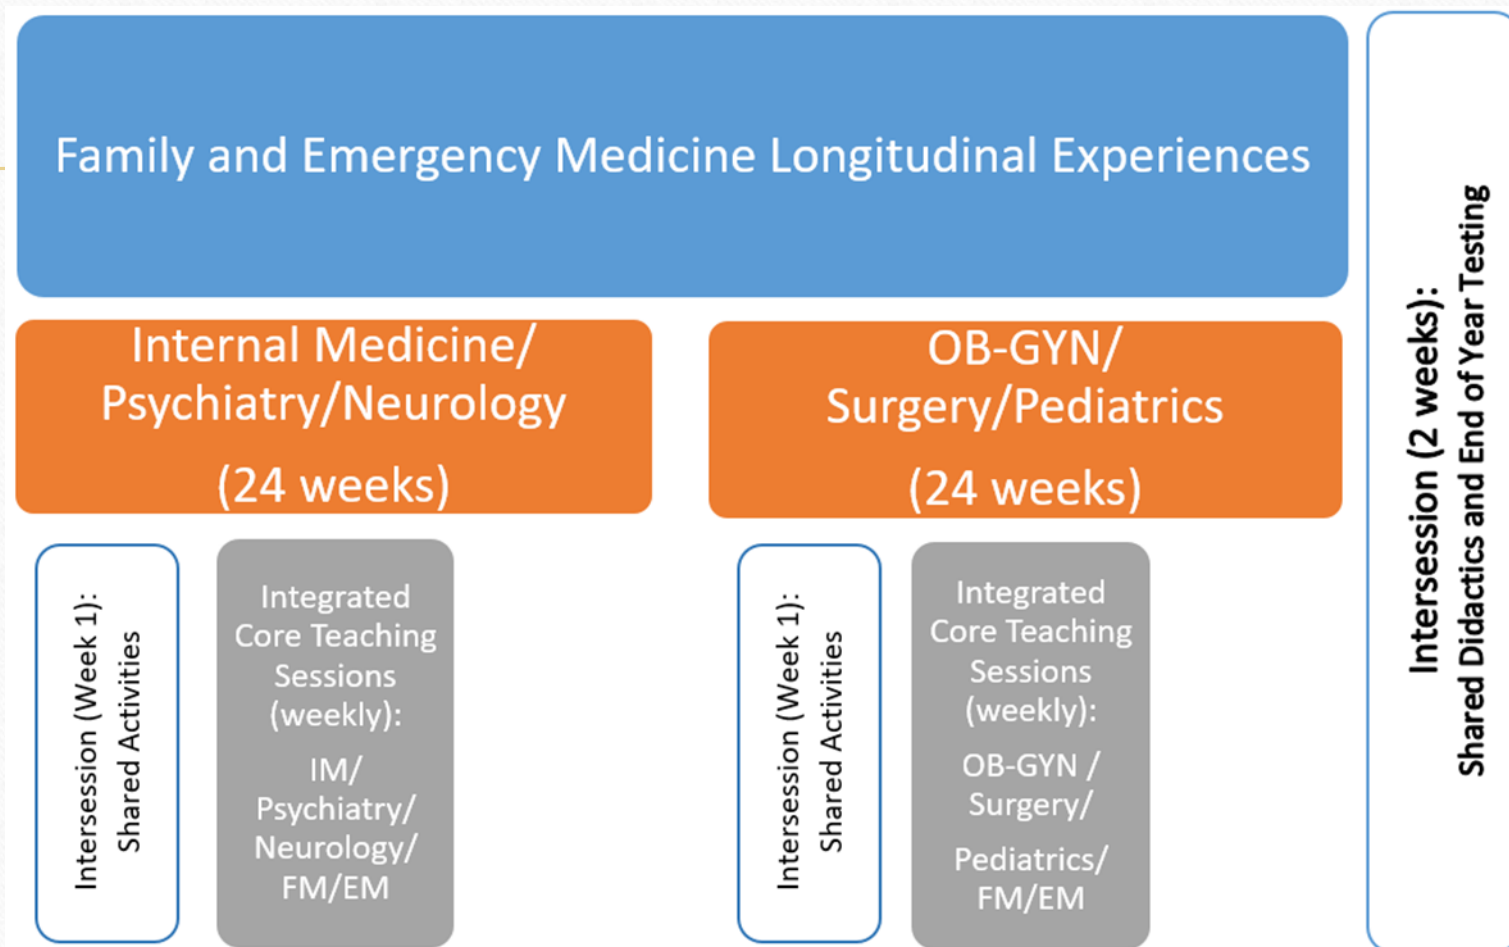 Family and Emergency Medicine Longitudinal Experiences
Internal Medicine/
Psychiatry/Neurology
(24 weeks)
OB-GYN/
Surgery/Pediatrics
(24 weeks)
Intersession (Week 1):
Shared Activities
Integrated
Core Teaching
Sessions
(weekly):
IM/
Psychiatry/
Neurology/
FM/EM
Intersession (Week 1):
Shared Activities
Integrated
Core Teaching
Sessions
(weekly):
OB-GYN /
Surgery/
Pediatrics/
FM/EM
Intersession (2 weeks):
Shared Didactics and End of Year Testing